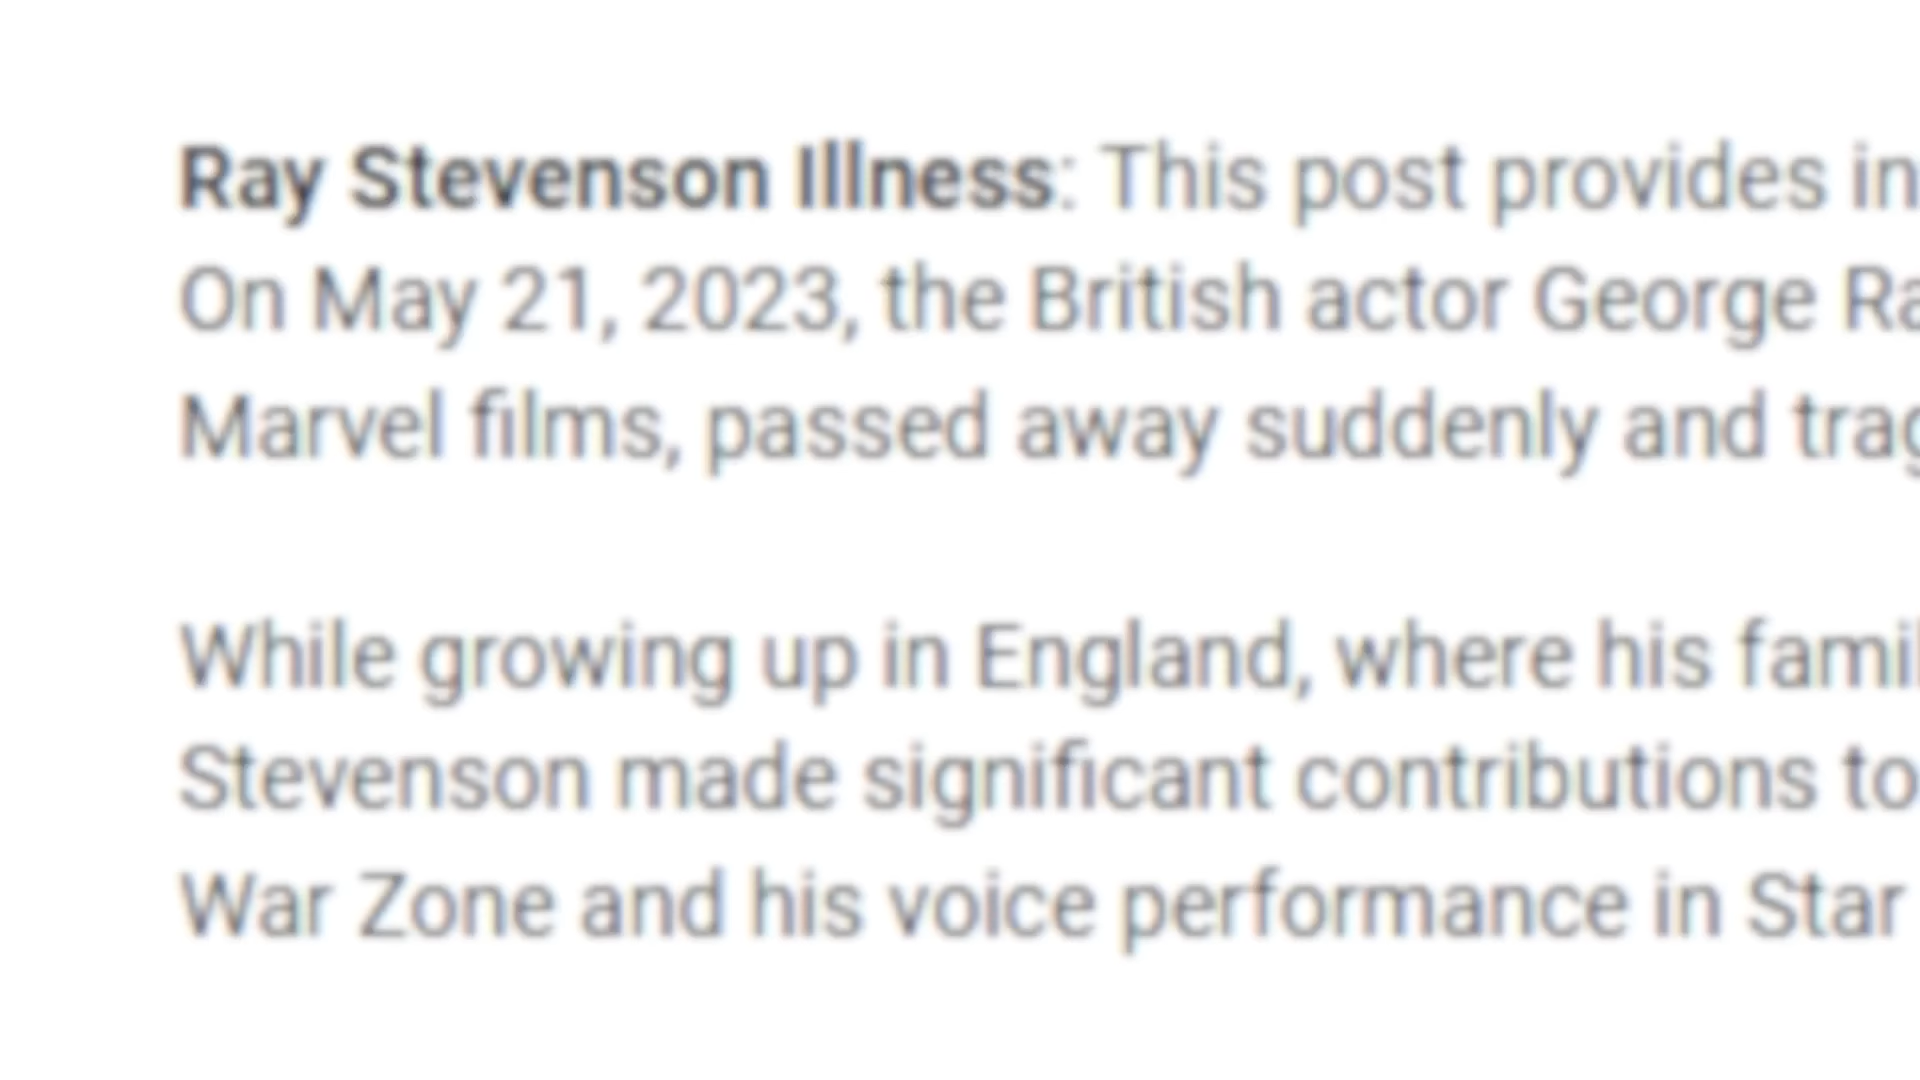 Ray Stevenson Illness: This post provides in
On May 21, 2023, the British actor George Ra
Marvel films, passed away suddenly and trag
While growing up in England, where his famil
Stevenson made significant contributions to
War Zone and his voice performance in Star